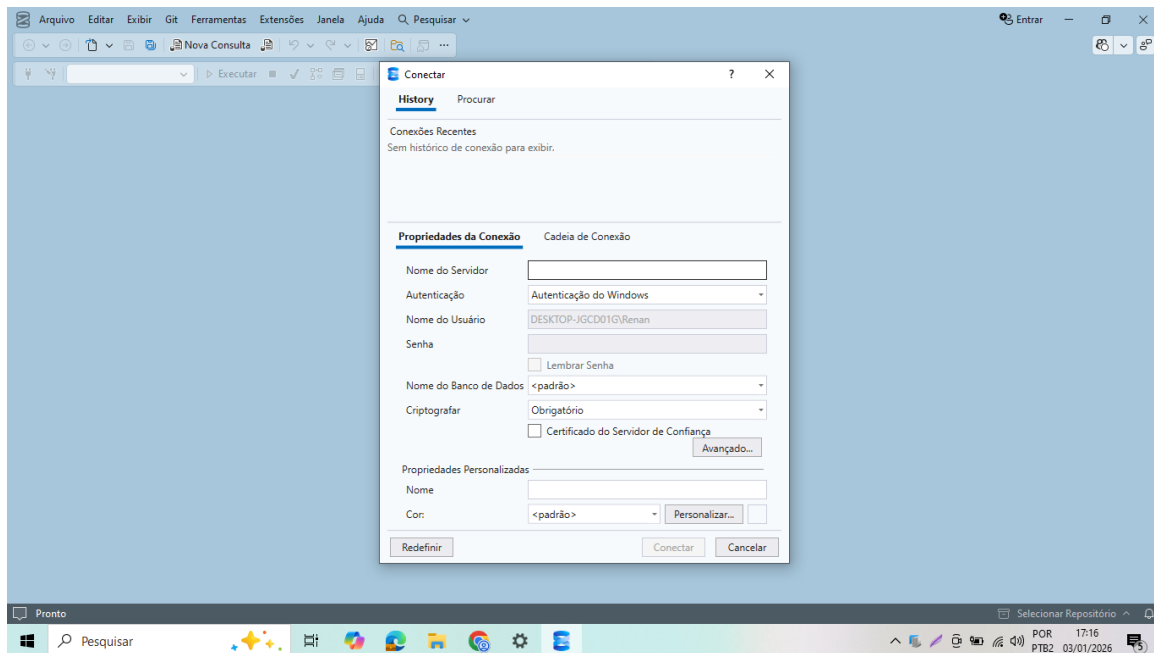 Arquivo Editar Exibir Git Ferramentas Extensões Janela Ajuda Pesquisar Entrar
Nova Consulta
Executar
Conectar ?
History Procurar
Conexões Recentes
Sem histórico de conexão para exibir.
Propriedades da Conexão Cadeia de Conexão
Nome do Servidor
Autenticação Autenticação do Windows
Nome do Usuário DESKTOP-JGCD01G\Renan
Senha
Lembrar Senha
Nome do Banco de Dados <padrão>
Criptografar Obrigatório
Certificado do Servidor de Confiança
Avançado...
Propriedades Personalizadas
Nome
Cor: <padrão> Personalizar...
Redefinir Conectar Cancelar
Pronto Selecionar Repositório
Pesquisar
POR 17:16
PTB2 03/01/2026
5